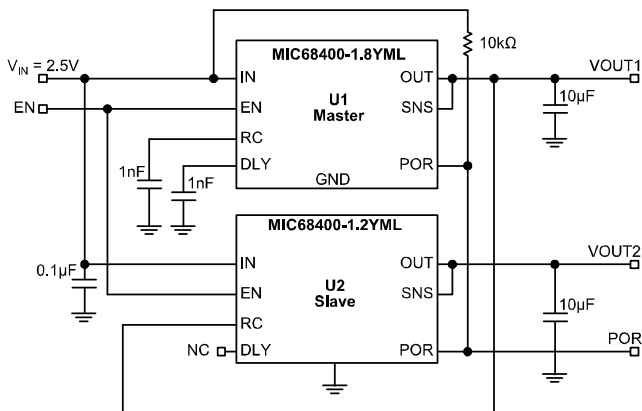 MIC68400-1.8YML
10kΩ
VIN = 2.5V
IN
OUT
VOUT1
EN
EN
U1
Master
SNS
10µF
RC
1nF
1nF
DLY
POR
GND
MIC68400-1.2YML
IN
OUT
VOUT2
0.1µF
EN
U2
Slave
SNS
10µF
RC
NC
DLY
POR
POR